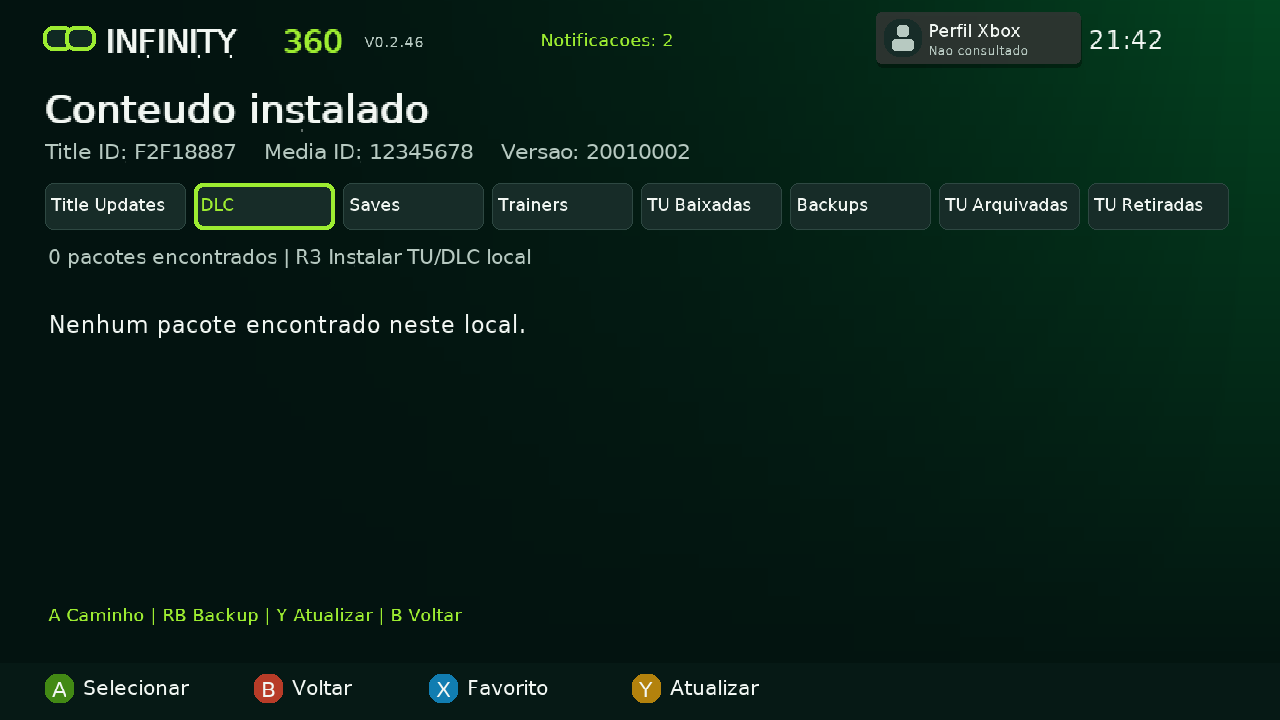 INFINITY 360 V0.2.46 Notificacoes: 2 Perfil Xbox 21:42
Nao consultado
Conteudo instalado
Title ID: F2F18887 Media ID: 12345678 Versao: 20010002
Title Updates DLC Saves Trainers TU Baixadas Backups TU Arquivadas TU Retiradas
0 pacotes encontrados | R3 Instalar TU/DLC local
Nenhum pacote encontrado neste local.
A Caminho | RB Backup | Y Atualizar | B Voltar
A Selecionar B Voltar X Favorito Y Atualizar